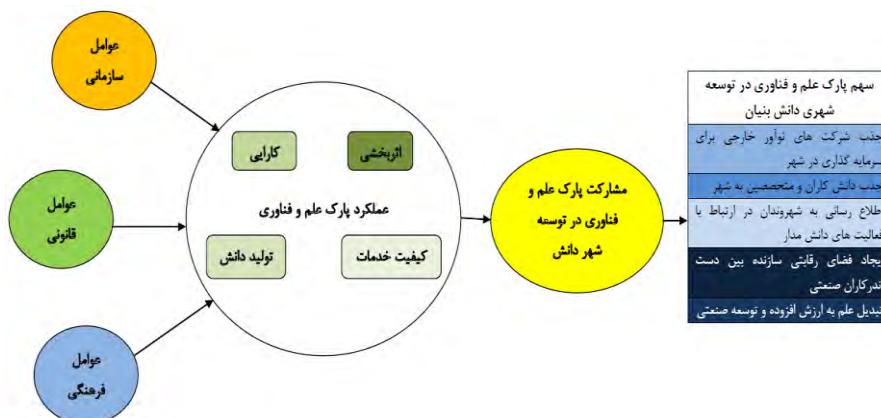 عوامل
سازمانی
عوامل
قانونی
عوامل
فرهنگی
کارایی
اثربخشی
عملکرد پارک علم و فناوری
تولید دانش
کیفیت خدمات
مشارکت پارک علم و
فناوری در توسعه
شهر دانش
سهم پارک علم و فناوری در توسعه
شهری دانش بنیان
جذب شرکت های نوآور خارجی برای
سرمایه گذاری در شهر
جذب دانش کاران و متخصصین به شهر
طلاع رسانی به شهروندان در ارتباط با
فعالیت های دانش مدار
یجاد فضای رقابتی سازنده بین دست
ندرکاران صنعتی
تبدیل علم به ارزش افزوده و توسعه صنعتی